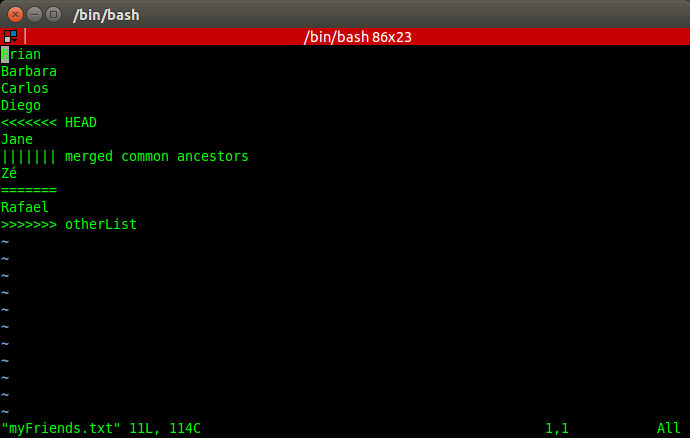 /bin/bash
/bin/bash 86x23
Brian
Barbara
Carlos
Diego
<<<<<<< HEAD
Jane
||||||| merged common ancestors
Zé
=======
Rafael
>>>>>>> otherList
~
~
~
~
~
~
~
~
~
~
~
"myFriends.txt" 11L, 114C 1,1 All